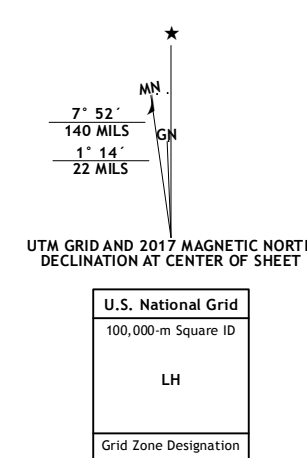 ★
MN
7° 52´
140 MILS
GN
1° 14´
22 MILS
UTM GRID AND 2017 MAGNETIC NORTH
DECLINATION AT CENTER OF SHEET
U.S. National Grid
100,000-m Square ID
LH
Grid Zone Designation